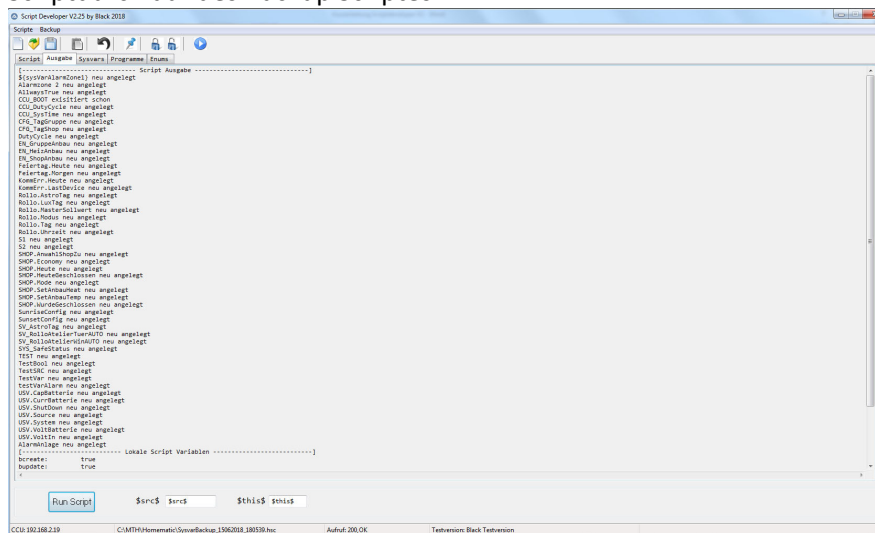 Script Developer V2.25 by Black 2018
Scripte Backup
Script Ausgabe Sysvars Programme Enums
[------------------------------- Script Ausgabe -------------------------------]
${sysVarAlarmZone1} neu angelegt
Alarmzone 2 neu angelegt
AllwaysTrue neu angelegt
CCU_BOOT exisitiert schon
CCU_DutyCycle neu angelegt
CCU_SysTime neu angelegt
CFG_TagGruppe neu angelegt
CFG_TagShop neu angelegt
DutyCycle neu angelegt
EN_GruppeAnbau neu angelegt
EN_HeizAnbau neu angelegt
EN_ShopAnbau neu angelegt
Feiertag.Heute neu angelegt
Feiertag.Morgen neu angelegt
KommErr.Heute neu angelegt
KommErr.LastDevice neu angelegt
Rollo.AstroTag neu angelegt
Rollo.LuxTag neu angelegt
Rollo.MasterSollwert neu angelegt
Rollo.Modus neu angelegt
Rollo.Tag neu angelegt
Rollo.Uhrzeit neu angelegt
S1 neu angelegt
S2 neu angelegt
SHOP.AnwahlShopZu neu angelegt
SHOP.Economy neu angelegt
SHOP.Heute neu angelegt
SHOP.HeuteGeschlossen neu angelegt
SHOP.Mode neu angelegt
SHOP.SetAnbauHeat neu angelegt
SHOP.SetAnbauTemp neu angelegt
SHOP.WurdeGeschlossen neu angelegt
SunriseConfig neu angelegt
SunsetConfig neu angelegt
SV_AstroTag neu angelegt
SV_RolloAtelierTuerAUTO neu angelegt
SV_RolloAtelierWinAUTO neu angelegt
SYS_SafeStatus neu angelegt
TEST neu angelegt
TestBool neu angelegt
TestSRC neu angelegt
TestVar neu angelegt
testVarAlarm neu angelegt
USV.CapBatterie neu angelegt
USV.CurrBatterie neu angelegt
USV.ShutDown neu angelegt
USV.Source neu angelegt
USV.System neu angelegt
USV.VoltBatterie neu angelegt
USV.VoltIn neu angelegt
AlarmAnlage neu angelegt
[--------------------------- Lokale Script Variablen ---------------------------]
bcreate: true
bupdate: true
Run Script $src$ $src$ $this$ $this$
CCU: 192.168.2.19 C:\MTH\Homematic\SysvarBackup_15062018_180539.hsc Aufruf: 200,OK Testversion: Black Testversion